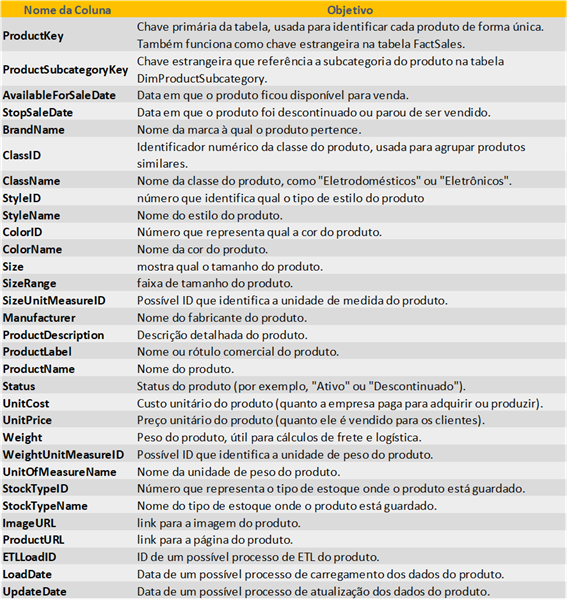 Nome da Coluna Objetivo
ProductKey Chave primária da tabela, usada para identificar cada produto de forma única.
Também funciona como chave estrangeira na tabela FactSales.
ProductSubcategoryKey Chave estrangeira que referência a subcategoria do produto na tabela
DimProductSubcategory.
AvailableForSaleDate Data em que o produto ficou disponível para venda.
StopSaleDate Data em que o produto foi descontinuado ou parou de ser vendido.
BrandName Nome da marca à qual o produto pertence.
ClassID Identificador numérico da classe do produto, usada para agrupar produtos
similares.
ClassName Nome da classe do produto, como "Eletrodomésticos" ou "Eletrônicos".
StyleID número que identifica qual o tipo de estilo do produto
StyleName Nome do estilo do produto.
ColorID Número que representa qual a cor do produto.
ColorName Nome da cor do produto.
Size mostra qual o tamanho do produto.
SizeRange faixa de tamanho do produto.
SizeUnitMeasureID Possível ID que identifica a unidade de medida do produto.
Manufacturer Nome do fabricante do produto.
ProductDescription Descrição detalhada do produto.
ProductLabel Nome ou rótulo comercial do produto.
ProductName Nome do produto.
Status Status do produto (por exemplo, "Ativo" ou "Descontinuado").
UnitCost Custo unitário do produto (quanto a empresa paga para adquirir ou produzir).
UnitPrice Preço unitário do produto (quanto ele é vendido para os clientes).
Weight Peso do produto, útil para cálculos de frete e logística.
WeightUnitMeasureID Possível ID que identifica a unidade de peso do produto.
UnitOfMeasureName Nome da unidade de peso do produto.
StockTypeID Número que representa o tipo de estoque onde o produto está guardado.
StockTypeName Nome do tipo de estoque onde o produto está guardado.
ImageURL link para a imagem do produto.
ProductURL link para a página do produto.
ETLLoadID ID de um possível processo de ETL do produto.
LoadDate Data de um possível processo de carregamento dos dados do produto.
UpdateDate Data de um possível processo de atualização dos dados do produto.